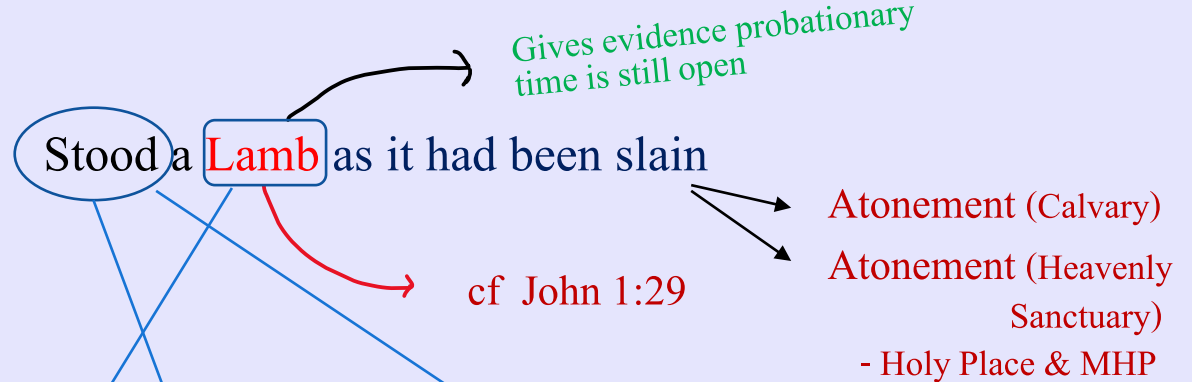 Gives evidence probationary
time is still open
Stood a Lamb as it had been slain
Atonement (Calvary)
Atonement (Heavenly
Sanctuary)
- Holy Place & MHP
cf John 1:29